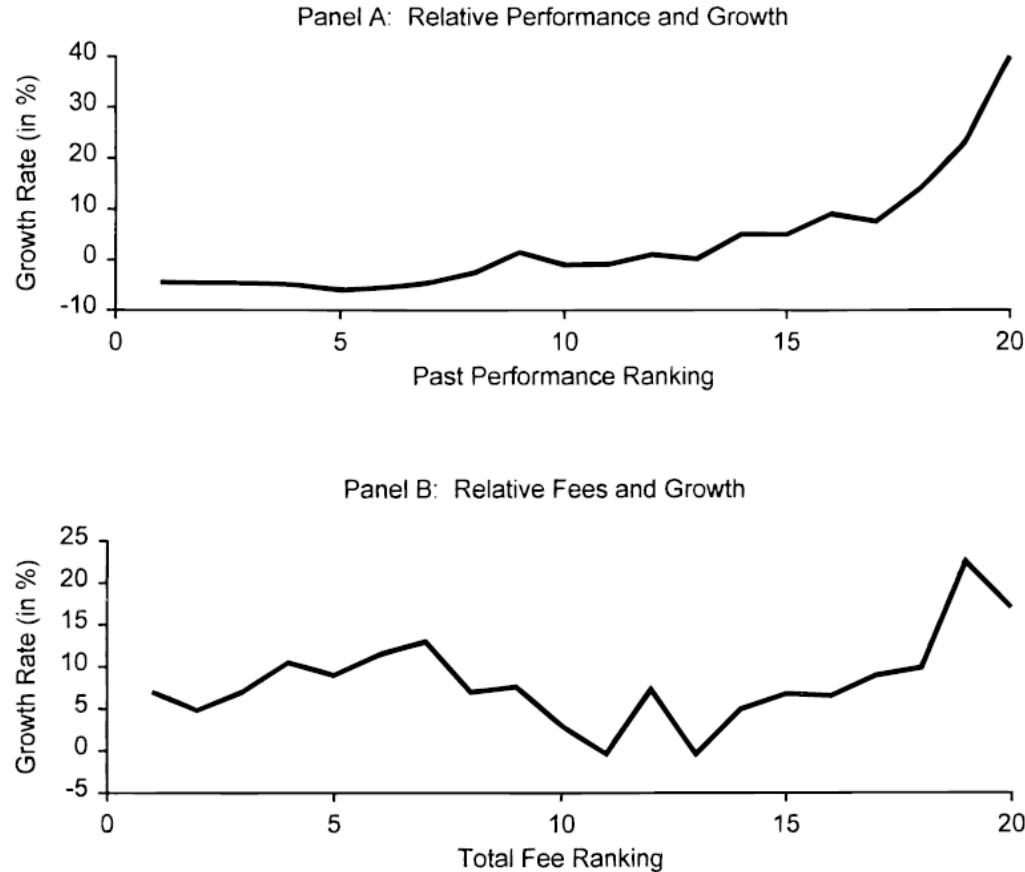 Panel A: Relative Performance and Growth
Growth Rate (in %)
40
30
20
10
0
-10
0 5 10 15 20
Past Performance Ranking
Panel B: Relative Fees and Growth
Growth Rate (in %)
25
20
15
10
5
0
-5
0 5 10 15 20
Total Fee Ranking